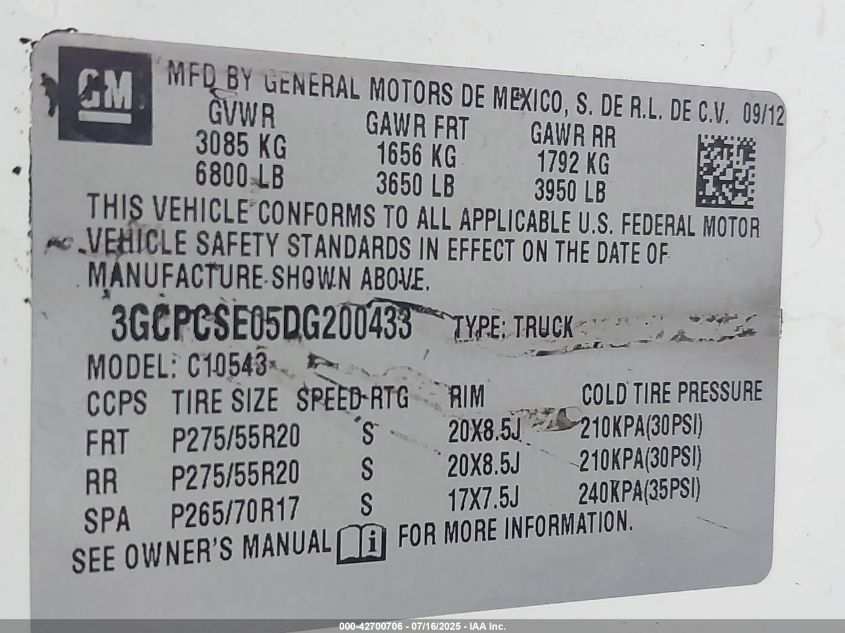 GM
MFD BY GENERAL MOTORS DE MEXICO, S. DE R.L. DE C.V. 09/12
GVWR GAWR FRT GAWR RR
3085 KG 1656 KG 1792 KG
6800 LB 3650 LB 3950 LB
THIS VEHICLE CONFORMS TO ALL APPLICABLE U.S. FEDERAL MOTOR
VEHICLE SAFETY STANDARDS IN EFFECT ON THE DATE OF
MANUFACTURE SHOWN ABOVE.
3GCPCSE05DG200433 TYPE: TRUCK
MODEL: C10543
CCPS TIRE SIZE SPEED RTG RIM COLD TIRE PRESSURE
FRT P275/55R20 S 20X8.5J 210KPA(30PSI)
RR P275/55R20 S 20X8.5J 210KPA(30PSI)
SPA P265/70R17 S 17X7.5J 240KPA(35PSI)
SEE OWNER'S MANUAL i FOR MORE INFORMATION.
000-42700706 - 07/16/2025 - IAA Inc.